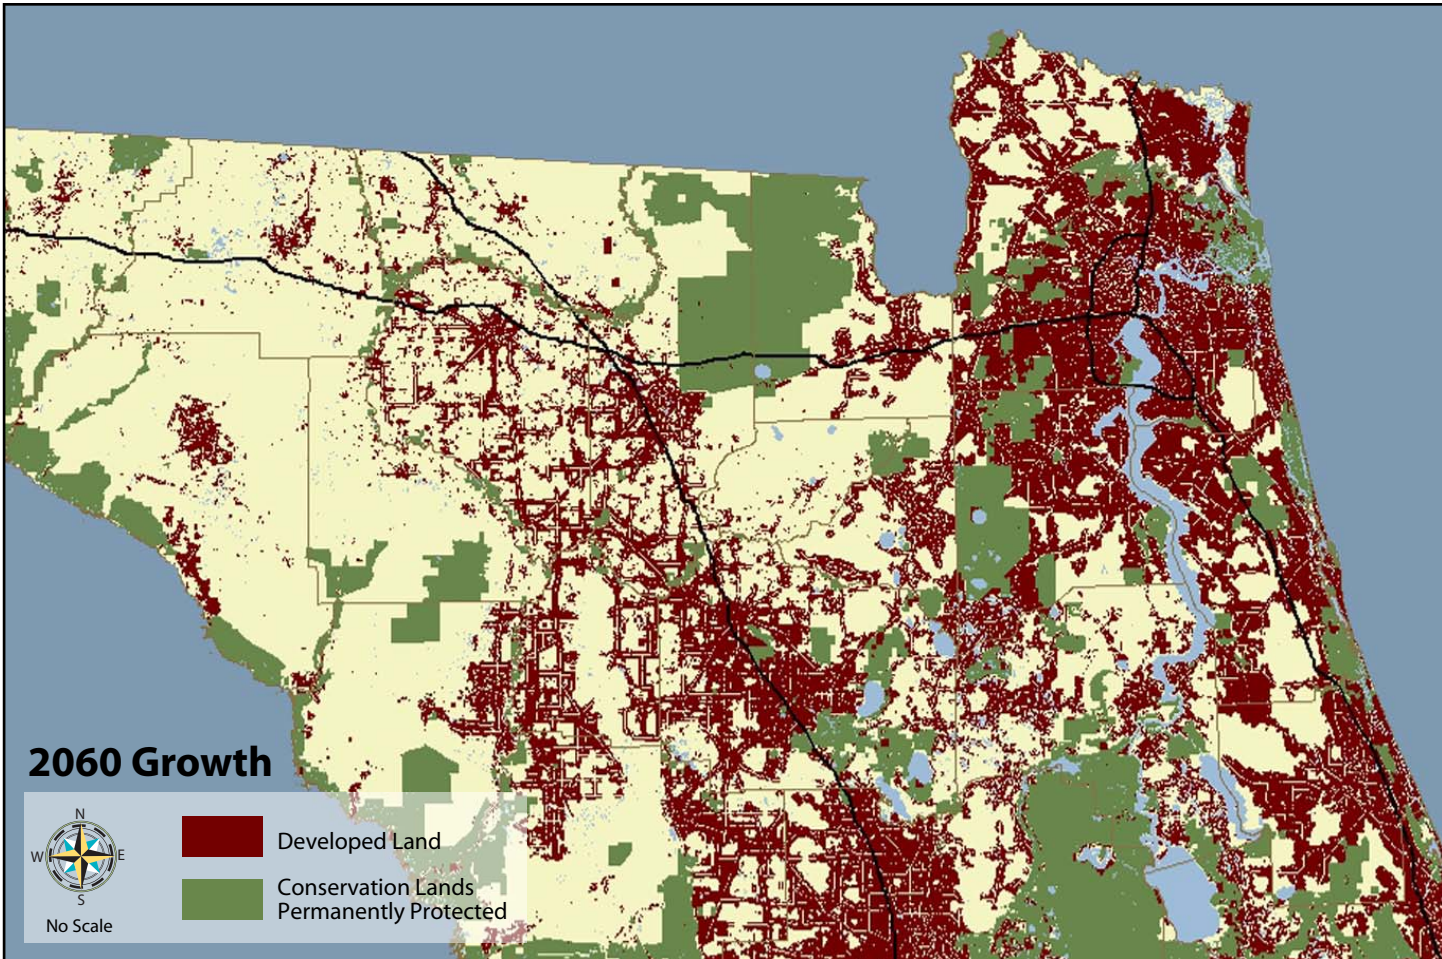 2060 Growth
N
W
E
S
No Scale
Developed Land
Conservation Lands
Permanently Protected